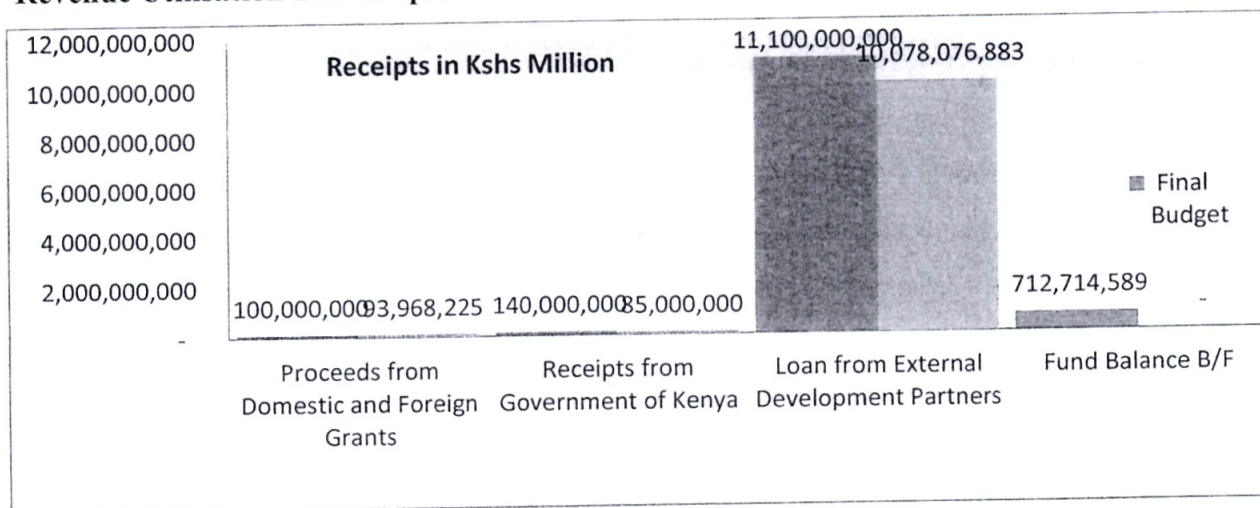 12,000,000,000
10,000,000,000
8,000,000,000
6,000,000,000
4,000,000,000
2,000,000,000
-
Receipts in Kshs Million
11,100,000,000
10,078,076,883
100,000,000
93,968,225
140,000,000
85,000,000
712,714,589
-
Final
Budget
Proceeds from
Domestic and Foreign
Grants
Receipts from
Government of Kenya
Loan from External
Development Partners
Fund Balance B/F